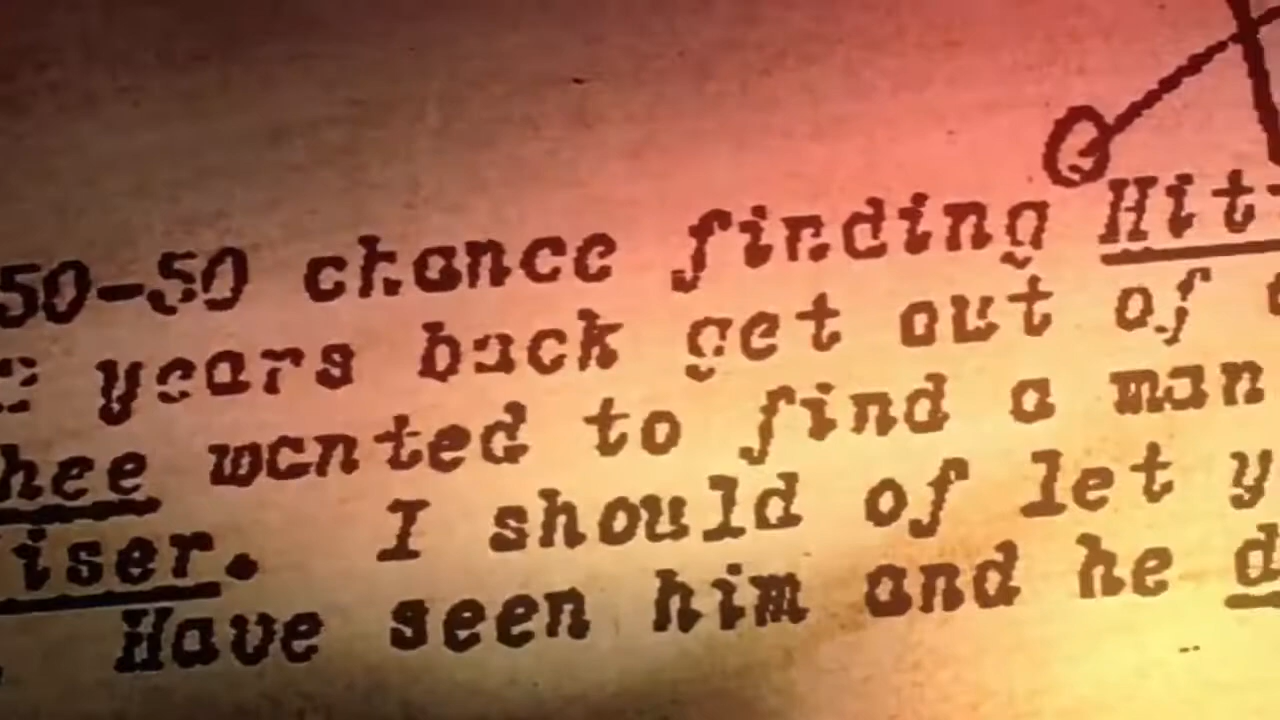 50-50 chance finding Hit
years back get out of
hee wanted to find a man
iser. I should of let y
. Have seen him and he d